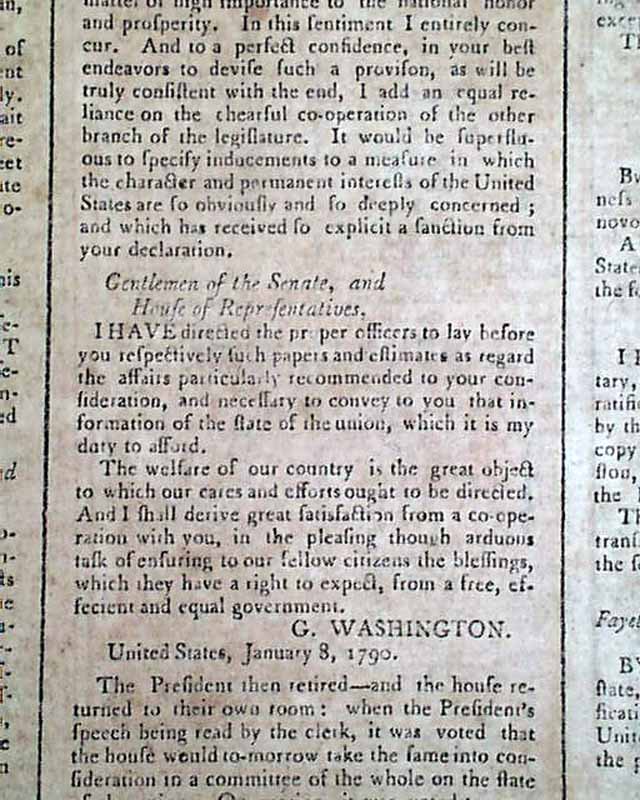 matter of high importance to the national honor
and prosperity. In this sentiment I entirely con-
cur. And to a perfect confidence, in your best
endeavors to devise such a provison, as will be
truly consistent with the end, I add an equal re-
liance on the chearful co-operation of the other
branch of the legislature. It would be superflu-
ous to specify inducements to a measure in which
the character and permanent interests of the United
States are so obviously and so deeply concerned ;
and which has received so explicit a sanction from
your declaration.
Gentlemen of the Senate, and
House of Representatives,
I HAVE directed the proper officers to lay before
you respectively such papers and estimates as regard
the affairs particularly recommended to your con-
sideration, and necessary to convey to you that in-
formation of the state of the union, which it is my
duty to afford.
The welfare of our country is the great object
to which our cares and efforts ought to be directed.
And I shall derive great satisfaction from a co-ope-
ration with you, in the pleasing though arduous
task of ensuring to our fellow citizens the blessings,
which they have a right to expect, from a free, ef-
fecient and equal government.
G. WASHINGTON.
United States, January 8, 1790.
The President then retired—and the house re-
turned to their own room : when the President's
speech being read by the clerk, it was voted that
the house would to-morrow take the same into con-
sideration in a committee of the whole on the state